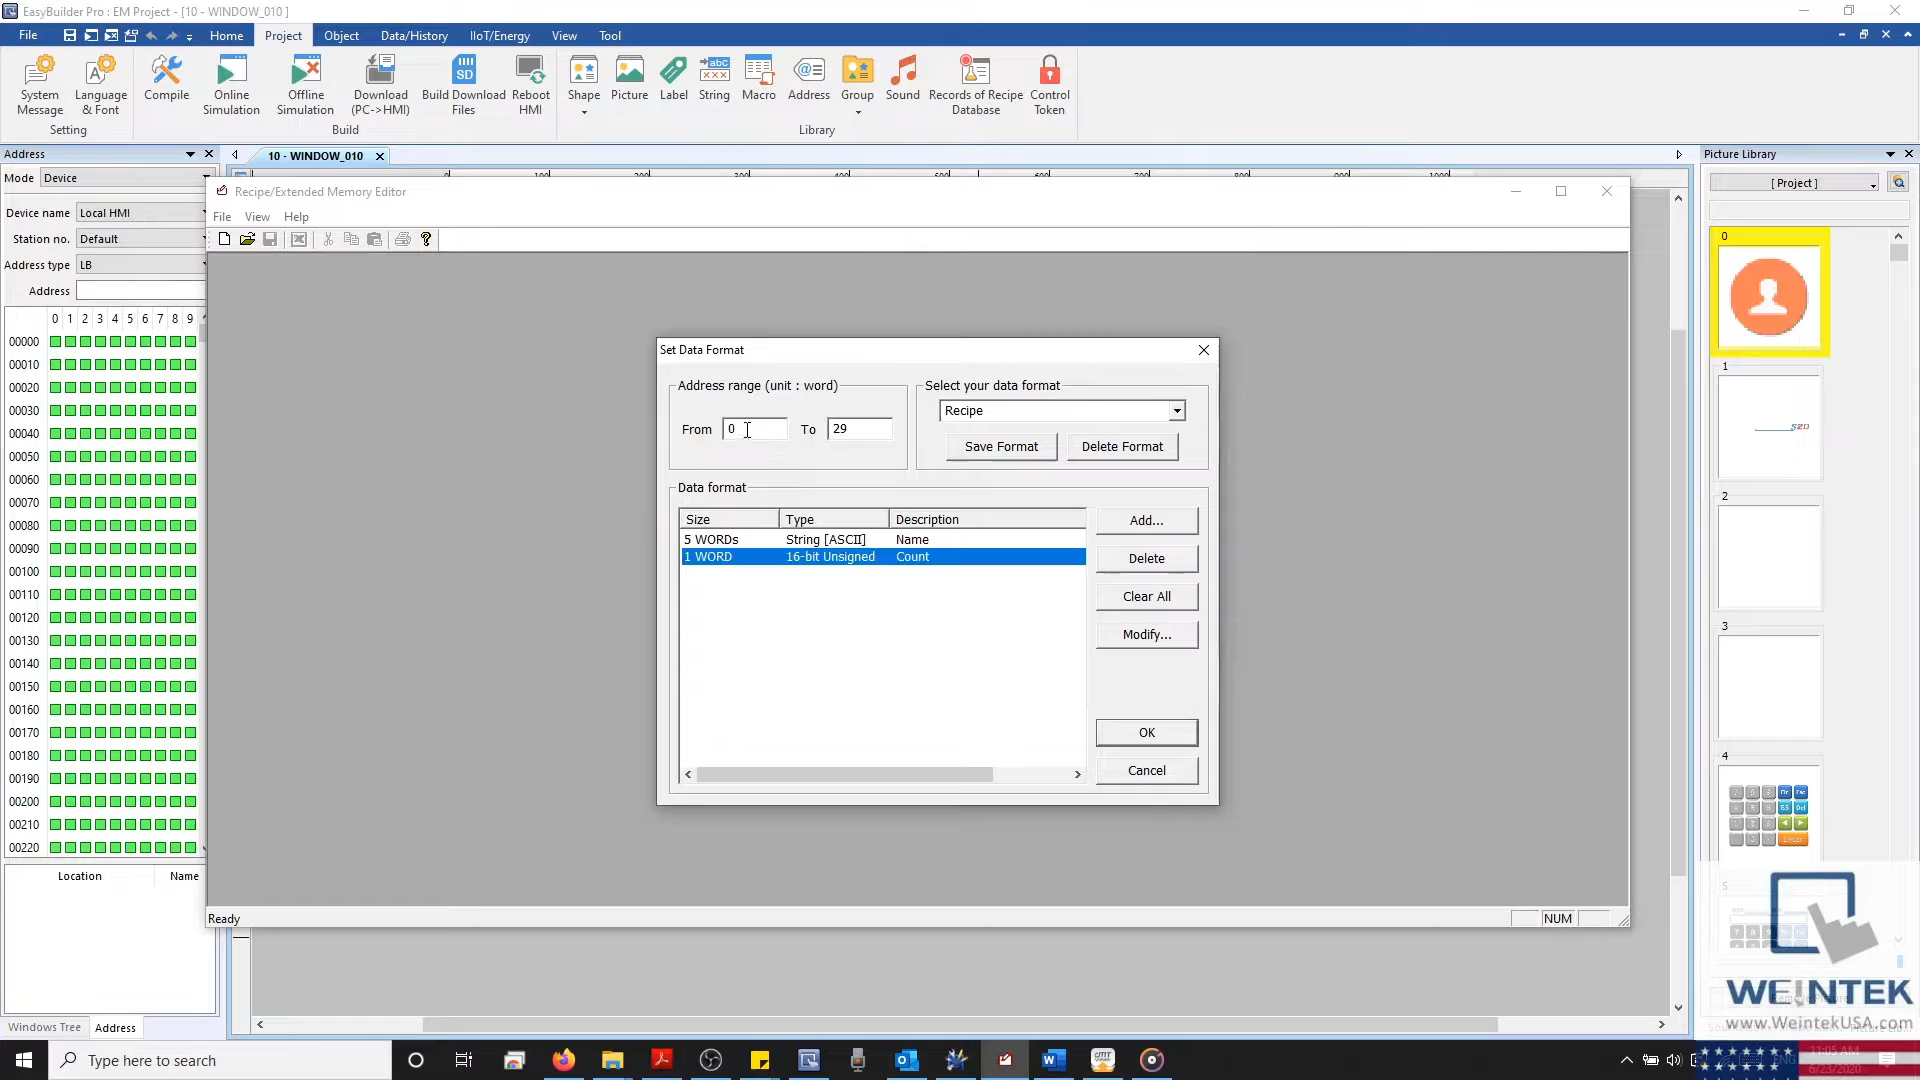 EasyBuilder Pro : EM Project - [10 - WINDOW_010 ]
File Home Project Object Data/History IIoT/Energy View Tool
System Message
Language & Font
Compile
Online Simulation
Offline Simulation
Download (PC->HMI)
Build Download Files
Reboot HMI
Shape
Picture
Label
String
Macro
Address
Group
Sound
Records of Recipe Database
Control Token
Setting Build Library
Address
10 - WINDOW_010
Picture Library
Mode Device
[ Project ]
Recipe/Extended Memory Editor
Device name Local HMI
File View Help
Station no. Default
Address type LB
Address
0 1 2 3 4 5 6 7 8 9
00000
00010
00020
00030
00040
00050
00060
00070
00080
00090
00100
00110
00120
00130
00140
00150
00160
00170
00180
00190
00200
00210
00220
Location Name
Windows Tree Address
Set Data Format
Address range (unit : word)
From 0 To 29
Select your data format
Recipe
Save Format Delete Format
Data format
Size Type Description
5 WORDs String [ASCII] Name
1 WORD 16-bit Unsigned Count
Add...
Delete
Clear All
Modify...
OK
Cancel
Ready NUM
0
1
2
3
4
5
WEINTEK
www.WeintekUSA.com
Type here to search
11:05 AM
6/23/2020